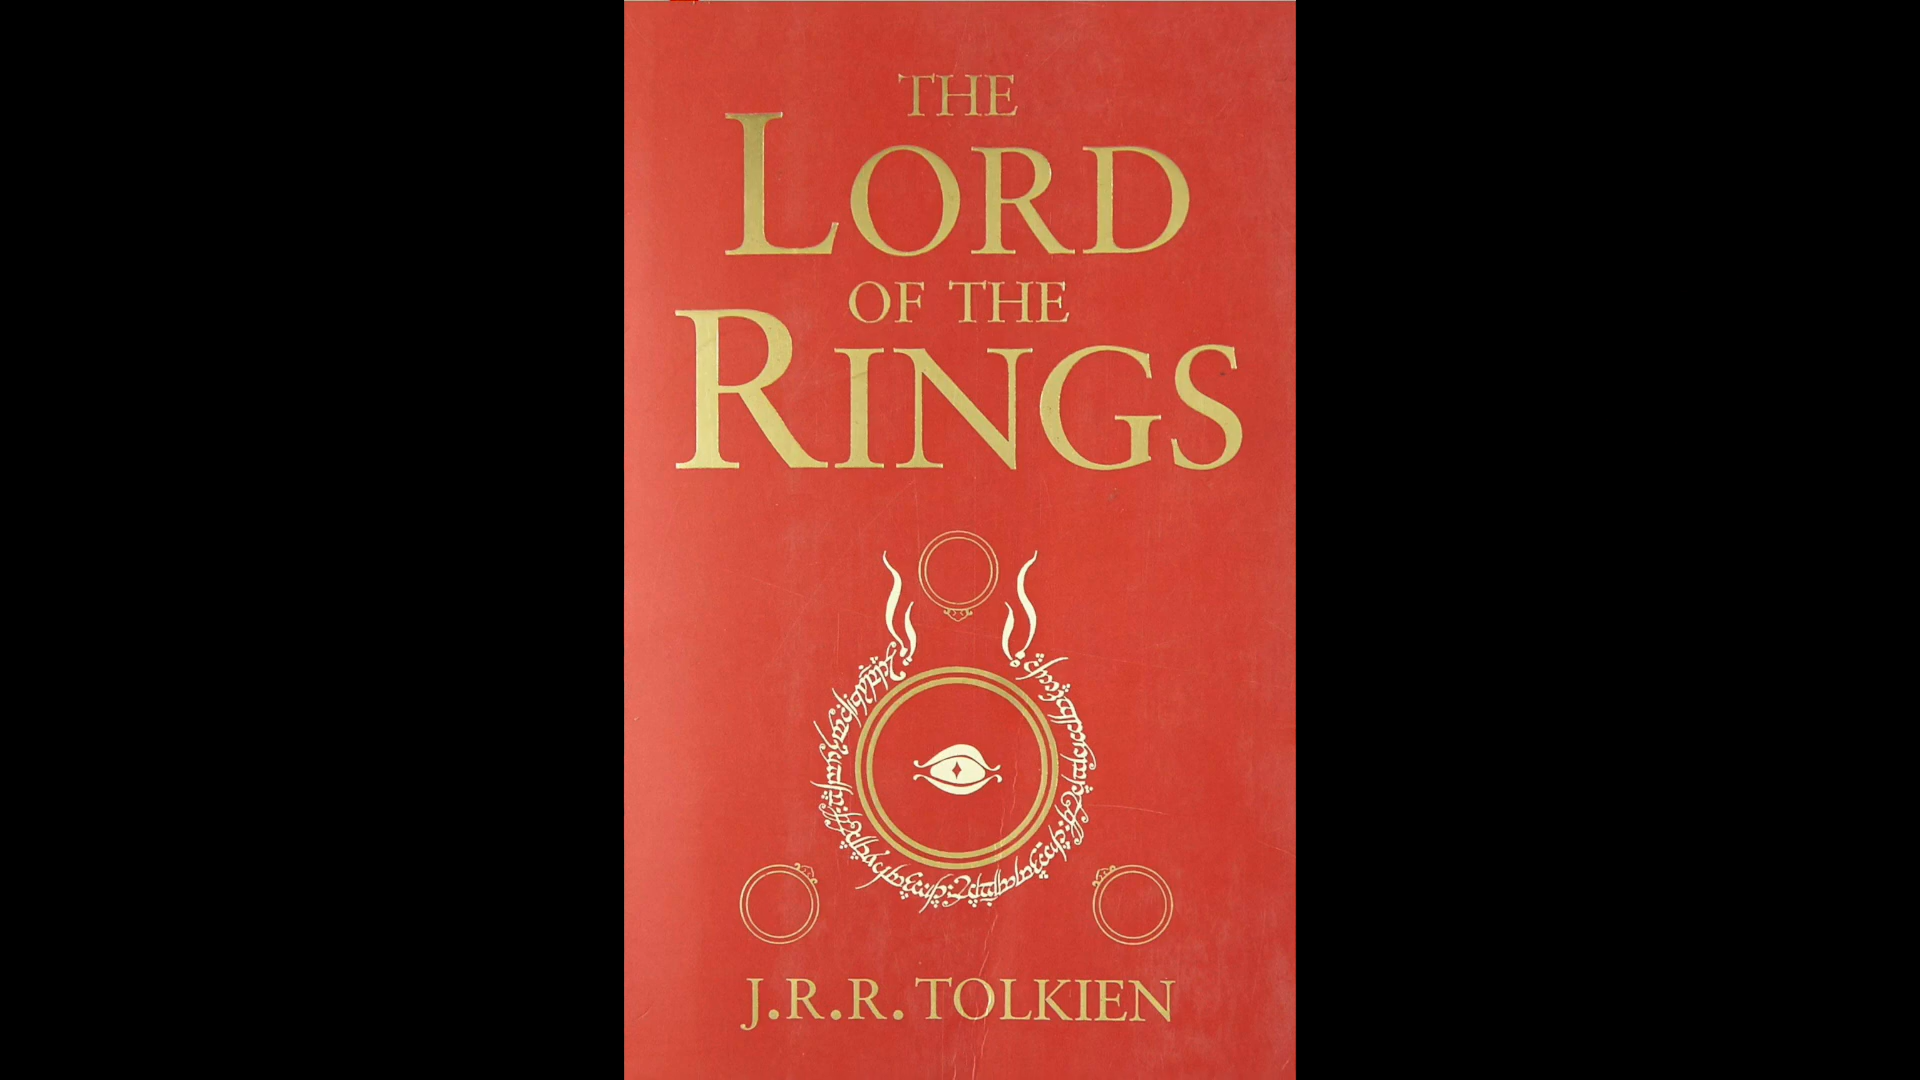 THE
LORD
OF THE
RINGS
J.R.R. TOLKIEN